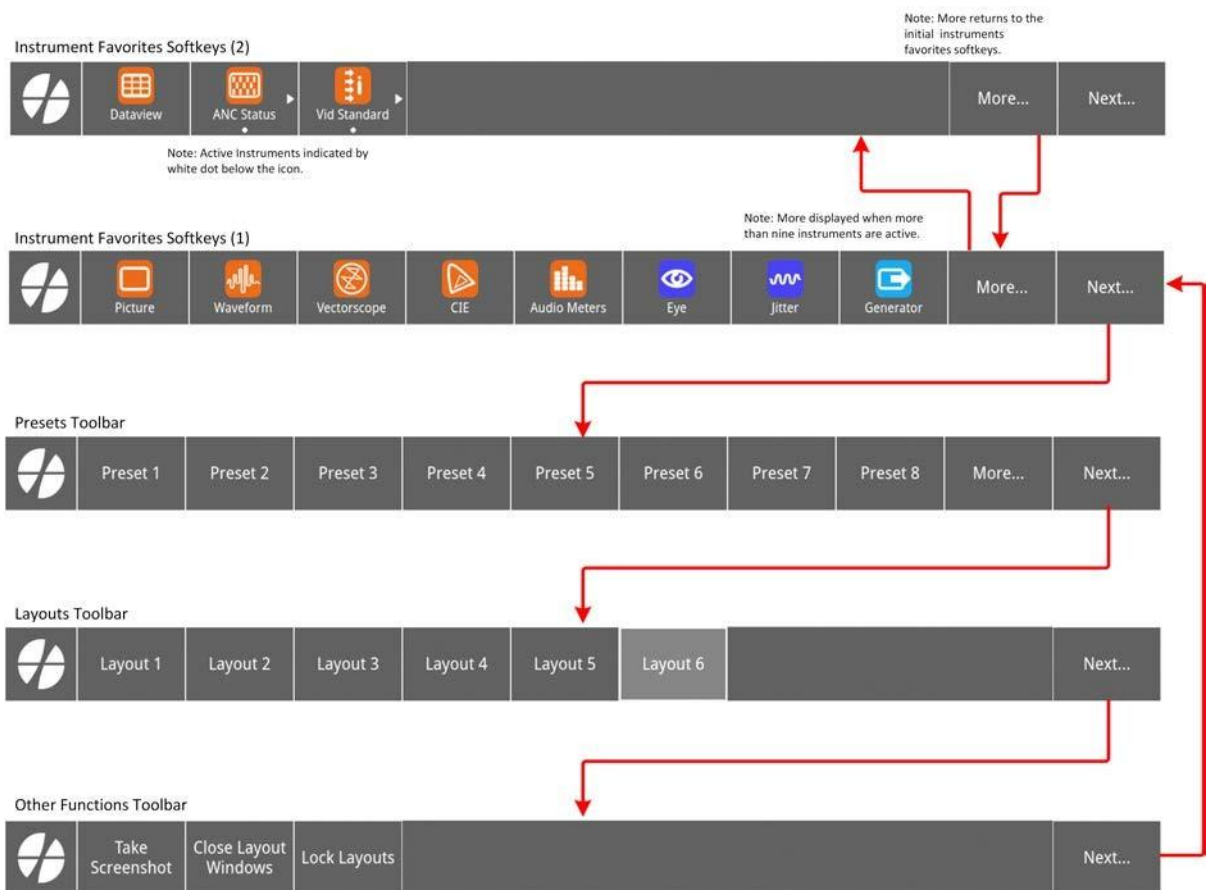 Note: More returns to the
initial instruments
favorites softkeys.
Instrument Favorites Softkeys (2)
Dataview
ANC Status
Vid Standard
More...
Next...
Note: Active Instruments indicated by
white dot below the icon.
Note: More displayed when more
than nine instruments are active.
Instrument Favorites Softkeys (1)
Picture
Waveform
Vectorscope
CIE
Audio Meters
Eye
Jitter
Generator
More...
Next...
Presets Toolbar
Preset 1
Preset 2
Preset 3
Preset 4
Preset 5
Preset 6
Preset 7
Preset 8
More...
Next...
Layouts Toolbar
Layout 1
Layout 2
Layout 3
Layout 4
Layout 5
Layout 6
Next...
Other Functions Toolbar
Take
Screenshot
Close Layout
Windows
Lock Layouts
Next...